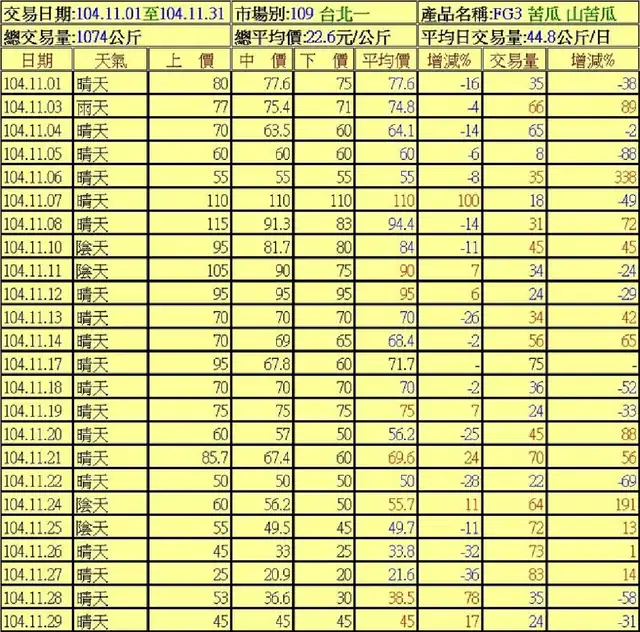 交易日期:104.11.01至104.11.31 市場別:109 台北一 產品名稱:FG3 苦瓜 山苦瓜
總交易量:1074公斤 總平均價:22.6元/公斤 平均日交易量:44.8公斤/日
日期 天氣 上 價 中 價 下 價 平均價 增減% 交易量 增減%
104.11.01 晴天 80 77.6 75 77.6 -16 35 -38
104.11.03 雨天 77 75.4 71 74.8 -4 66 89
104.11.04 晴天 70 63.5 60 64.1 -14 65 -2
104.11.05 晴天 60 60 60 60 -6 8 -88
104.11.06 晴天 55 55 55 55 -8 35 338
104.11.07 晴天 110 110 110 110 100 18 -49
104.11.08 晴天 115 91.3 83 94.4 -14 31 72
104.11.10 陰天 95 81.7 80 84 -11 45 45
104.11.11 陰天 105 90 75 90 7 34 -24
104.11.12 晴天 95 95 95 95 6 24 -29
104.11.13 晴天 70 70 70 70 -26 34 42
104.11.14 晴天 70 69 65 68.4 -2 56 65
104.11.17 晴天 95 67.8 60 71.7 - 75 -
104.11.18 晴天 70 70 70 70 -2 36 -52
104.11.19 晴天 75 75 75 75 7 24 -33
104.11.20 晴天 60 57 50 56.2 -25 45 88
104.11.21 晴天 85.7 67.4 60 69.6 24 70 56
104.11.22 晴天 50 50 50 50 -28 22 -69
104.11.24 陰天 60 56.2 50 55.7 11 64 191
104.11.25 陰天 55 49.5 45 49.7 -11 72 13
104.11.26 晴天 45 33 25 33.8 -32 73 1
104.11.27 晴天 25 20.9 20 21.6 -36 83 14
104.11.28 晴天 53 36.6 30 38.5 78 35 -58
104.11.29 晴天 45 45 45 45 17 24 -31